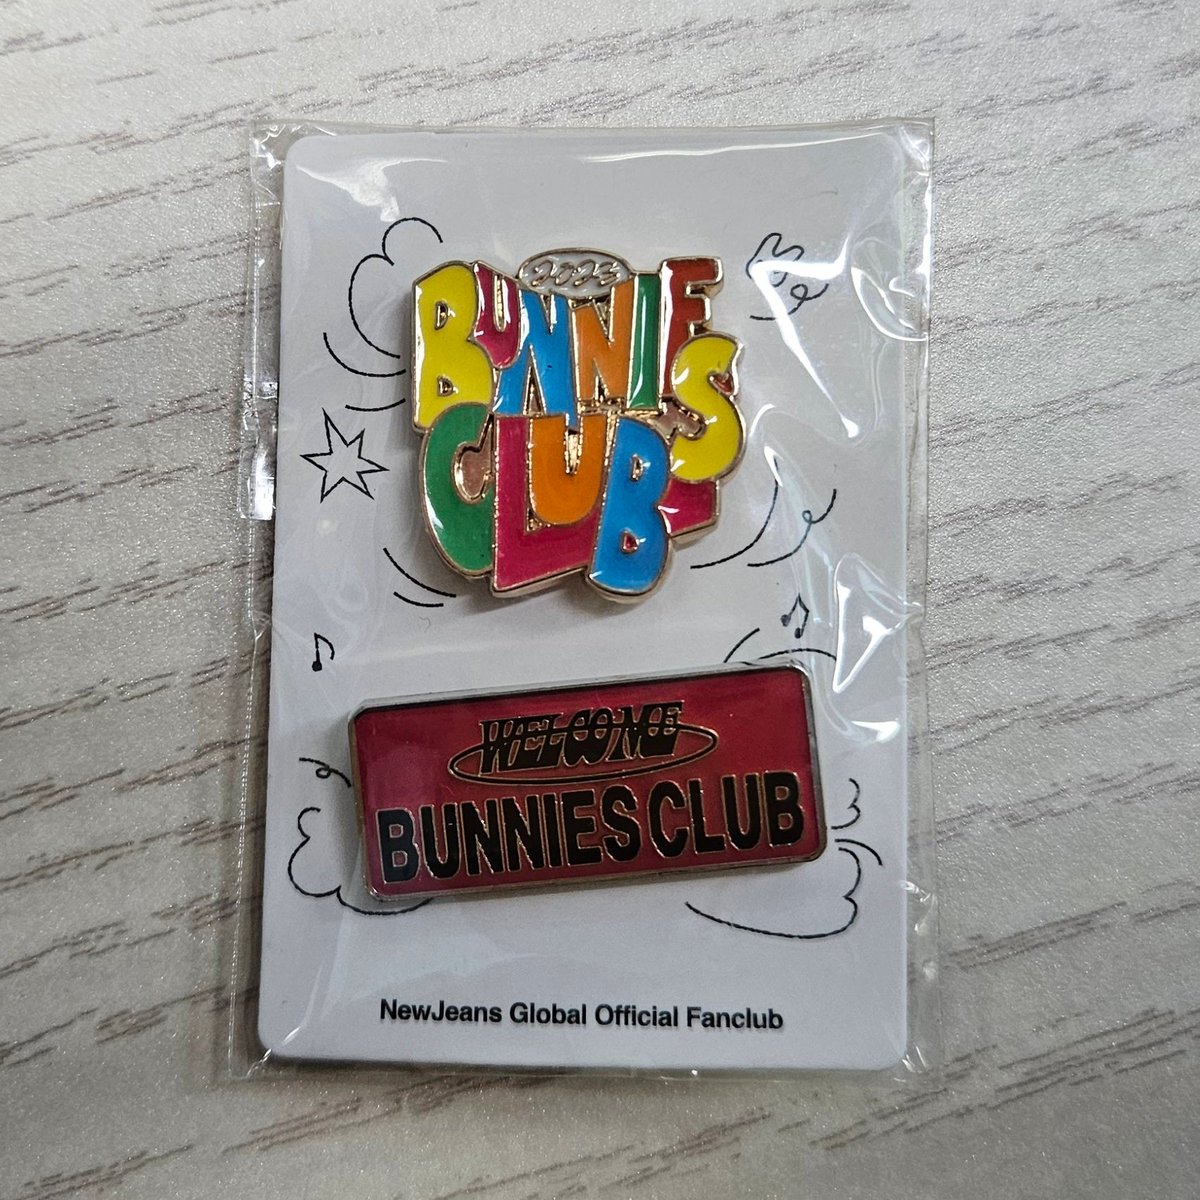 2023
BUNNIES
CLUB
WELCOME
BUNNIES CLUB
NewJeans Global Official Fanclub